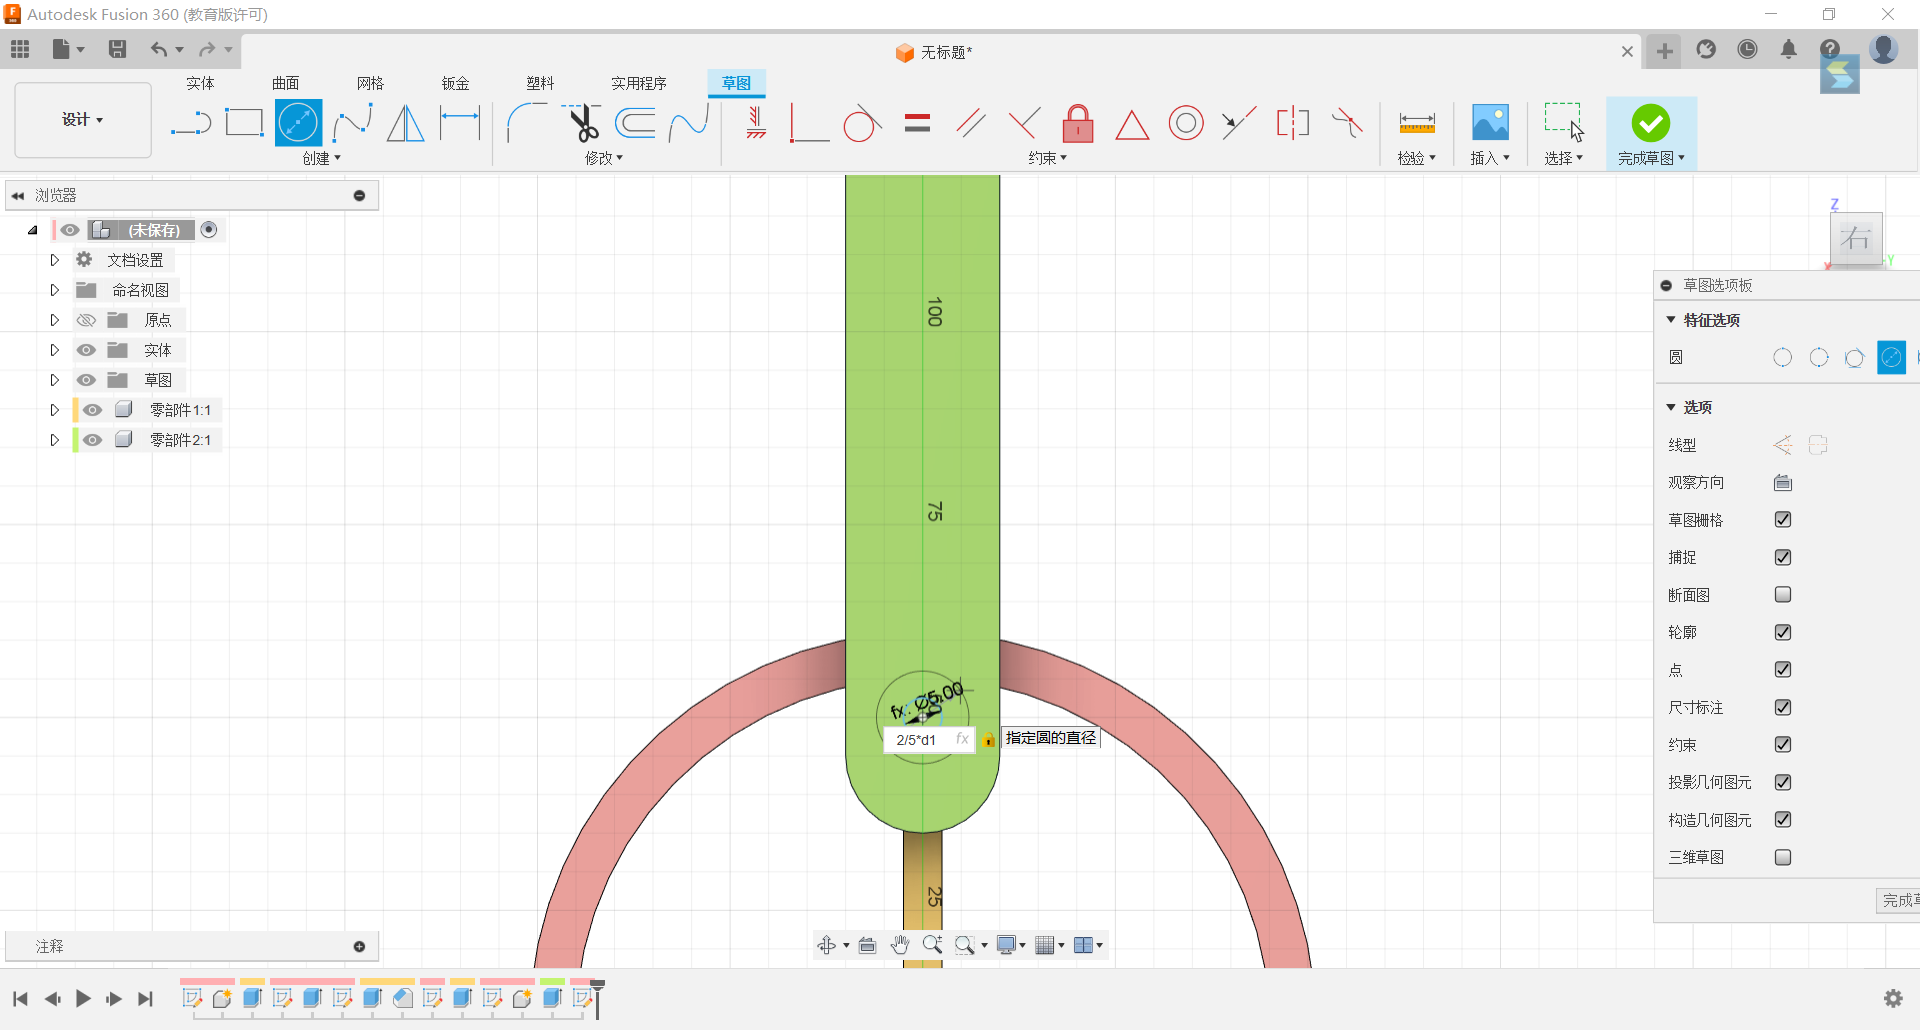 Autodesk Fusion 360 (教育版许可)
无标题*
实体
曲面
网格
钣金
塑料
实用程序
草图
设计
创建
修改
约束
检验
插入
选择
完成草图
浏览器
(未保存)
文档设置
命名视图
原点
实体
草图
零部件1:1
零部件2:1
Z
右
X
Y
草图选项板
特征选项
圆
选项
线型
观察方向
草图栅格
捕捉
断面图
轮廓
点
尺寸标注
约束
投影几何图元
构造几何图元
三维草图
100
75
fx: Ø5.00
2/5*d1 fx
指定圆的直径
25
注释